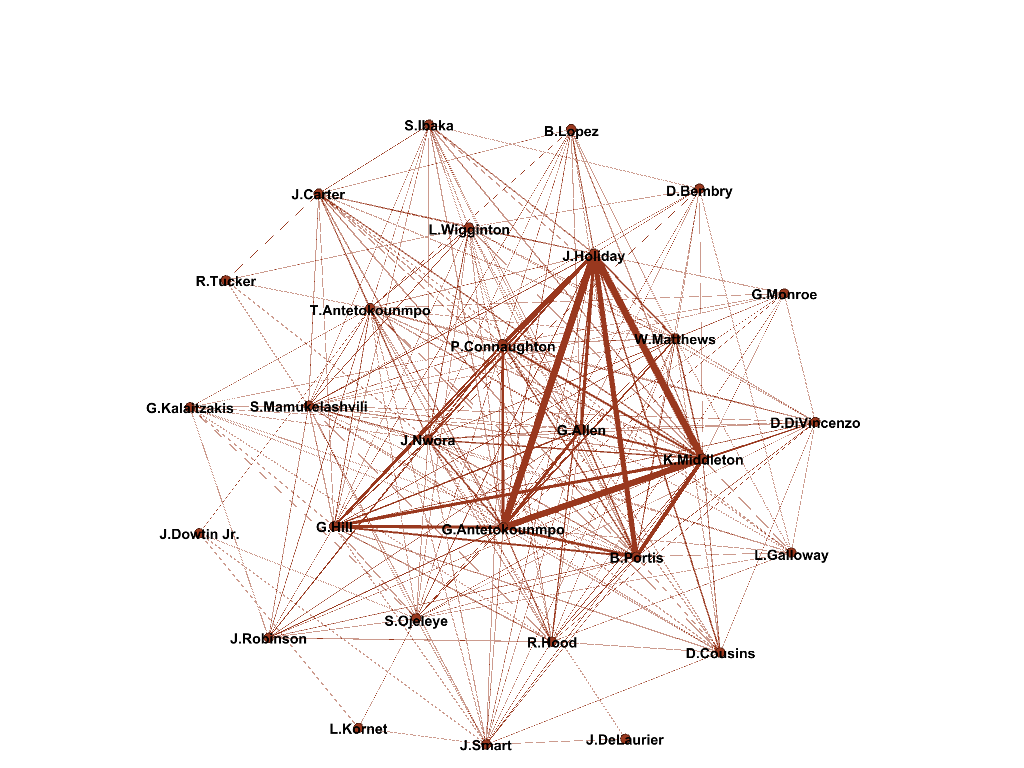 S.Ibaka
B.Lopez
J.Carter
D.Bembry
L.Wigginton
J.Holiday
R.Tucker
G.Monroe
T.Antetokounmpo
P.Connaughton
W.Matthews
G.Kalaitzakis
S.Mamukelashvili
D.DiVincenzo
J.Nwora
G.Allen
K.Middleton
G.Hill
G.Antetokounmpo
J.Dowtin Jr.
B.Portis
L.Galloway
S.Ojeleye
J.Robinson
R.Hood
D.Cousins
L.Kornet
J.Smart
J.DeLaurier